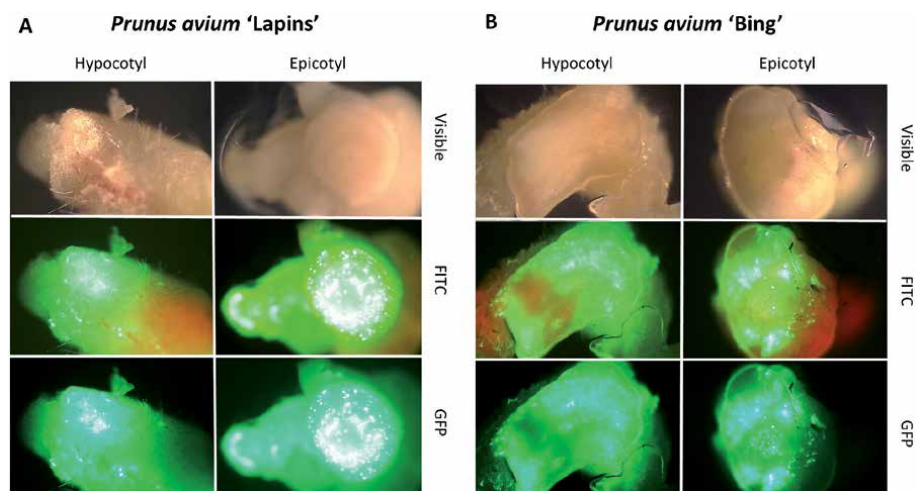 A Prunus avium ‘Lapins’
Hypocotyl Epicotyl
Visible
FITC
GFP
B Prunus avium ‘Bing’
Hypocotyl Epicotyl
Visible
FITC
GFP